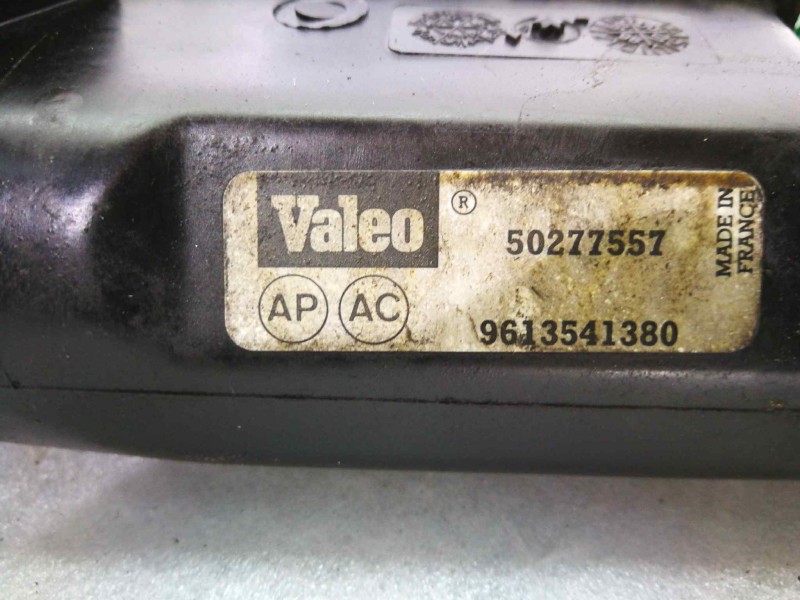 Valeo ®
50277557
AP AC
9613541380
MADE IN
FRANCE